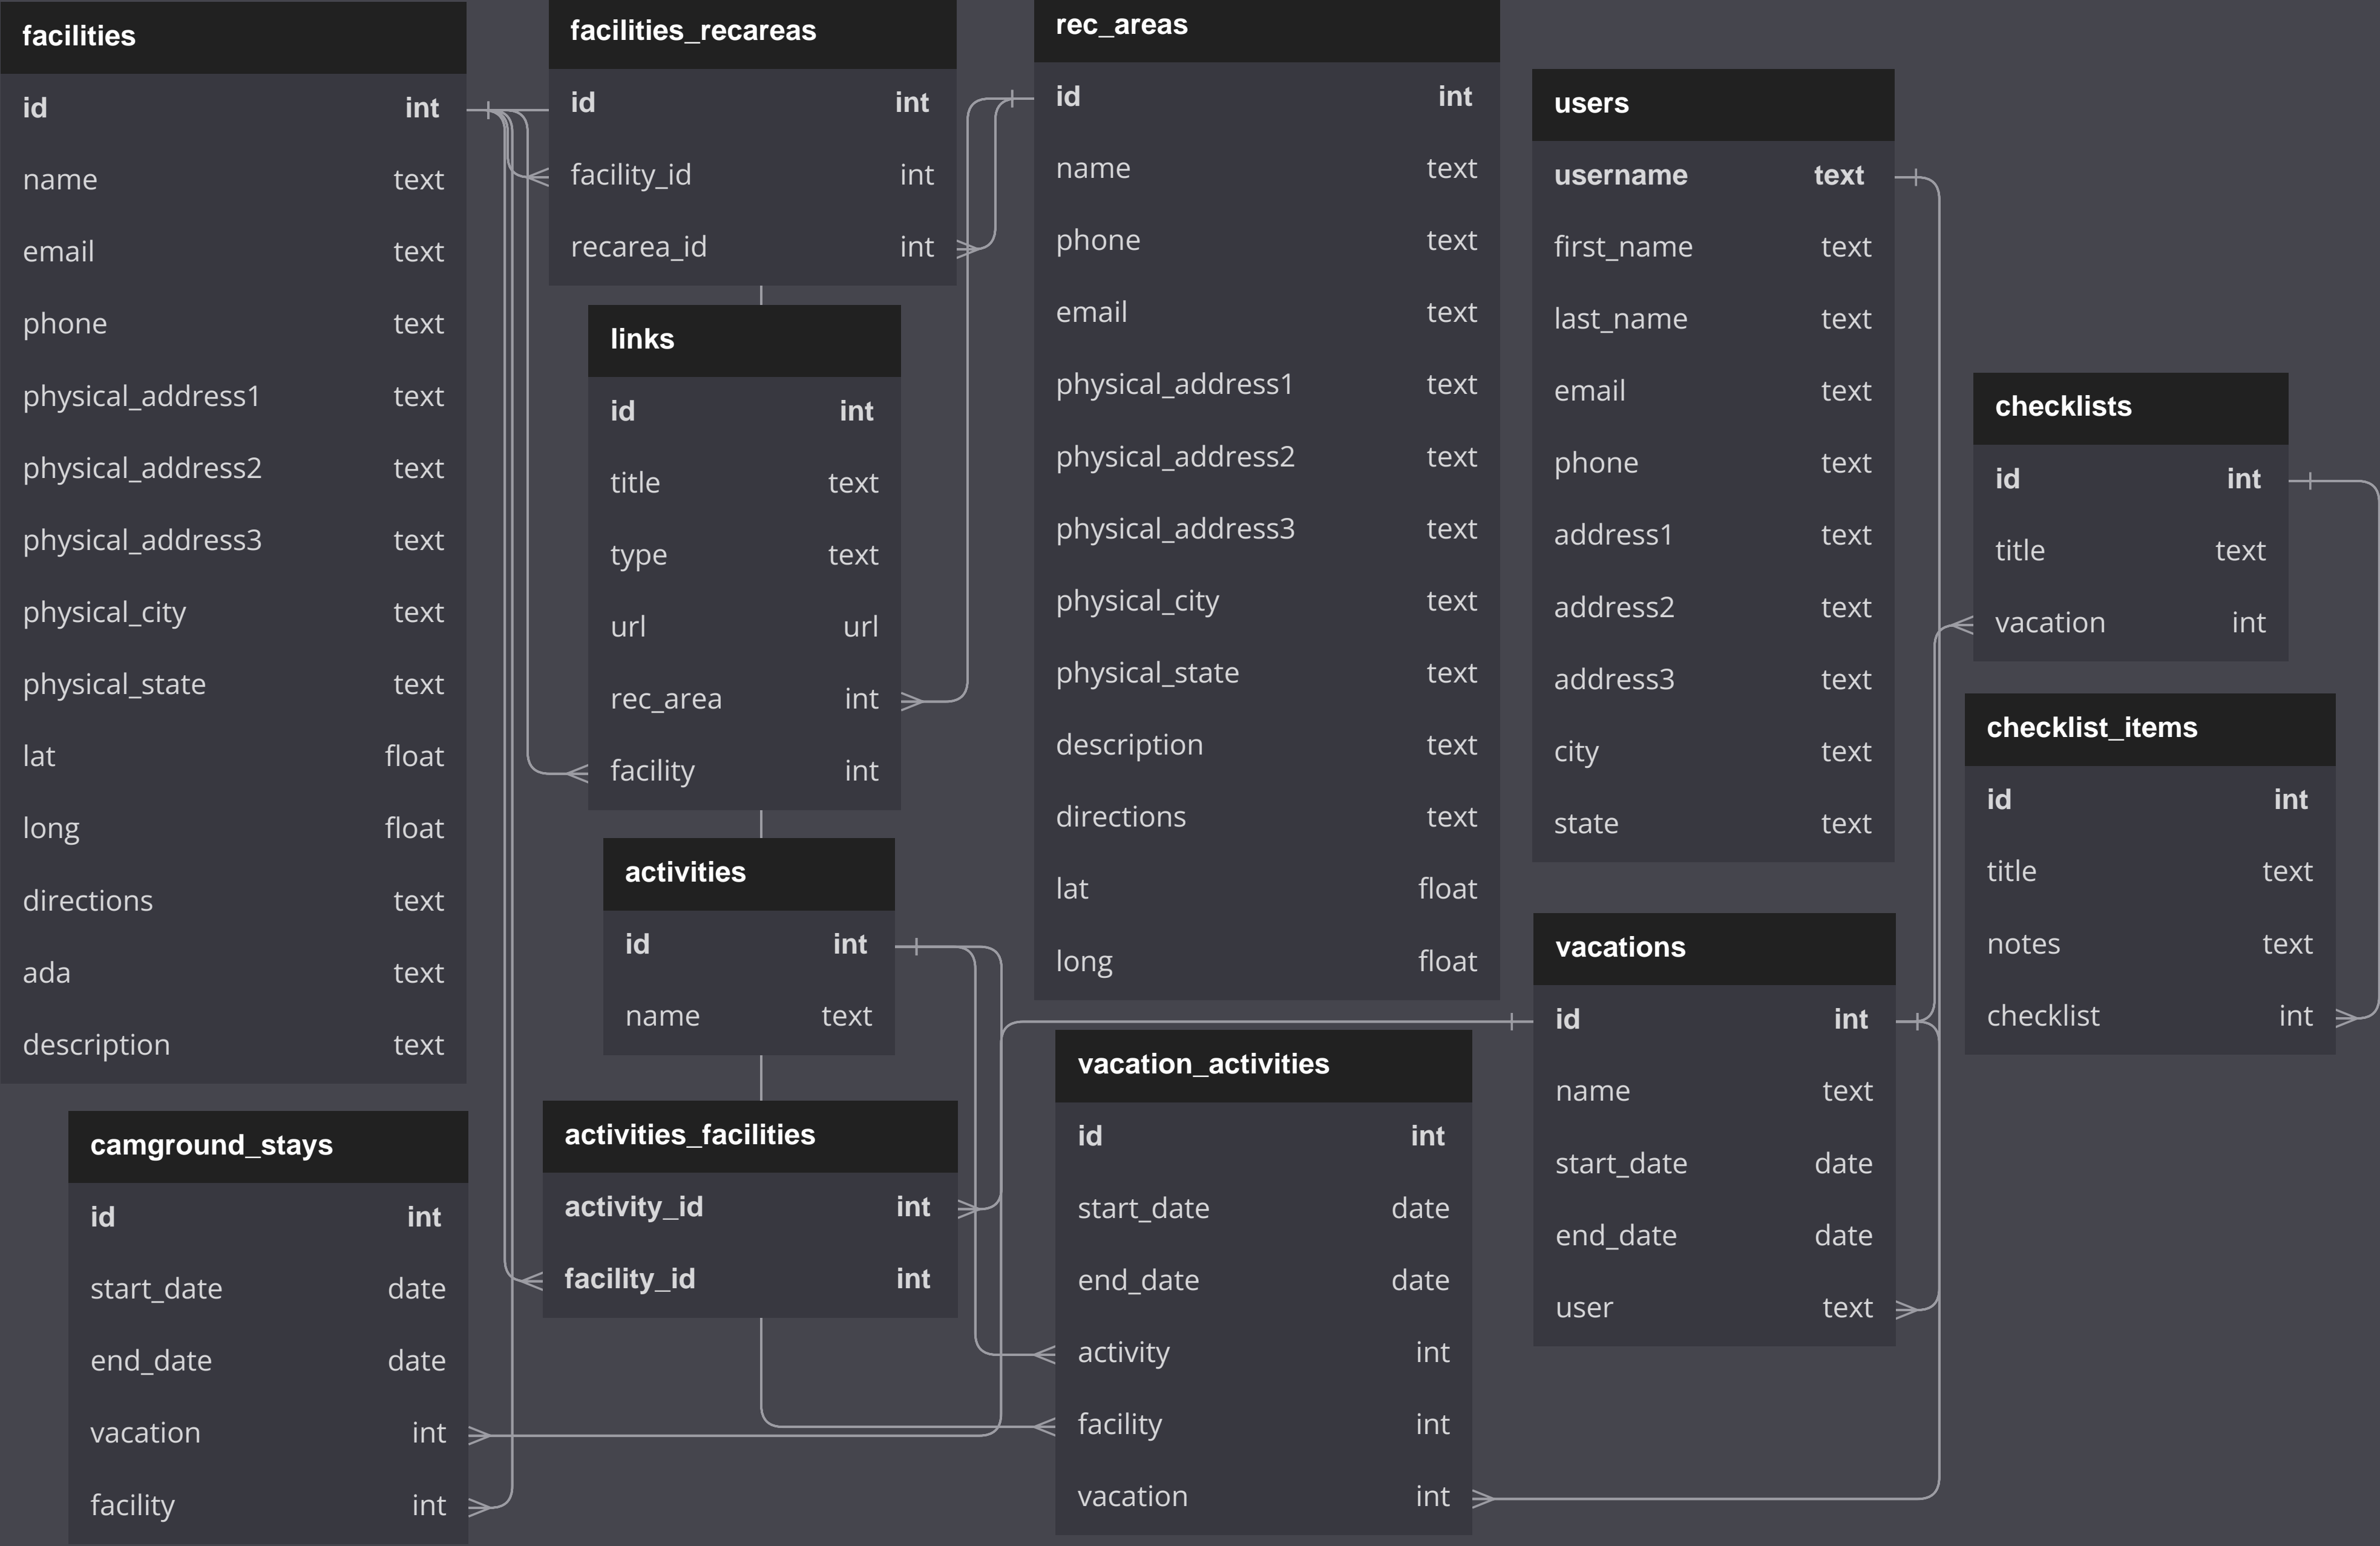 facilities
id int
name text
email text
phone text
physical_address1 text
physical_address2 text
physical_address3 text
physical_city text
physical_state text
lat float
long float
directions text
ada text
description text
camground_stays
id int
start_date date
end_date date
vacation int
facility int
facilities_recareas
id int
facility_id int
recarea_id int
links
id int
title text
type text
url url
rec_area int
facility int
activities
id int
name text
activities_facilities
activity_id int
facility_id int
rec_areas
id int
name text
phone text
email text
physical_address1 text
physical_address2 text
physical_address3 text
physical_city text
physical_state text
description text
directions text
lat float
long float
vacation_activities
id int
start_date date
end_date date
activity int
facility int
vacation int
users
username text
first_name text
last_name text
email text
phone text
address1 text
address2 text
address3 text
city text
state text
vacations
id int
name text
start_date date
end_date date
user text
checklists
id int
title text
vacation int
checklist_items
id int
title text
notes text
checklist int